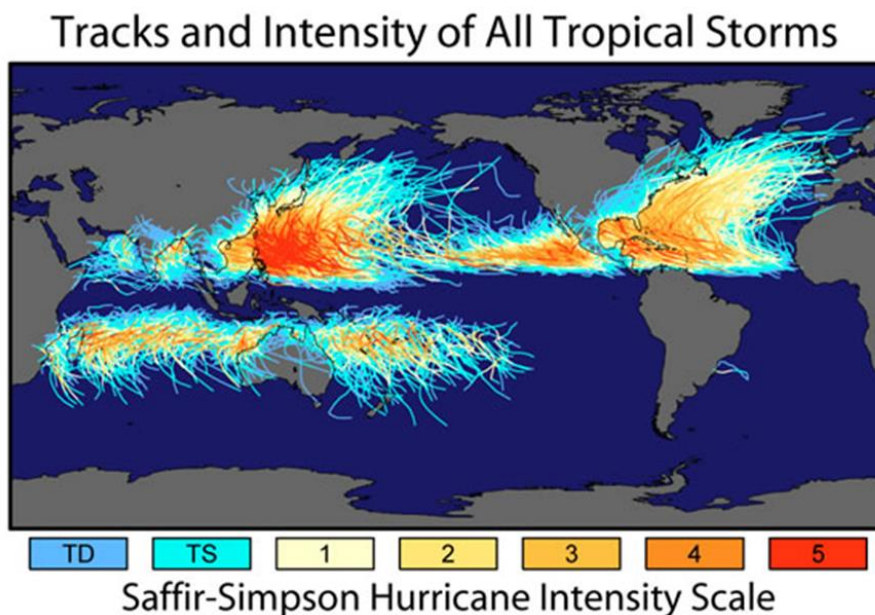 Tracks and Intensity of All Tropical Storms
TD TS 1 2 3 4 5
Saffir-Simpson Hurricane Intensity Scale